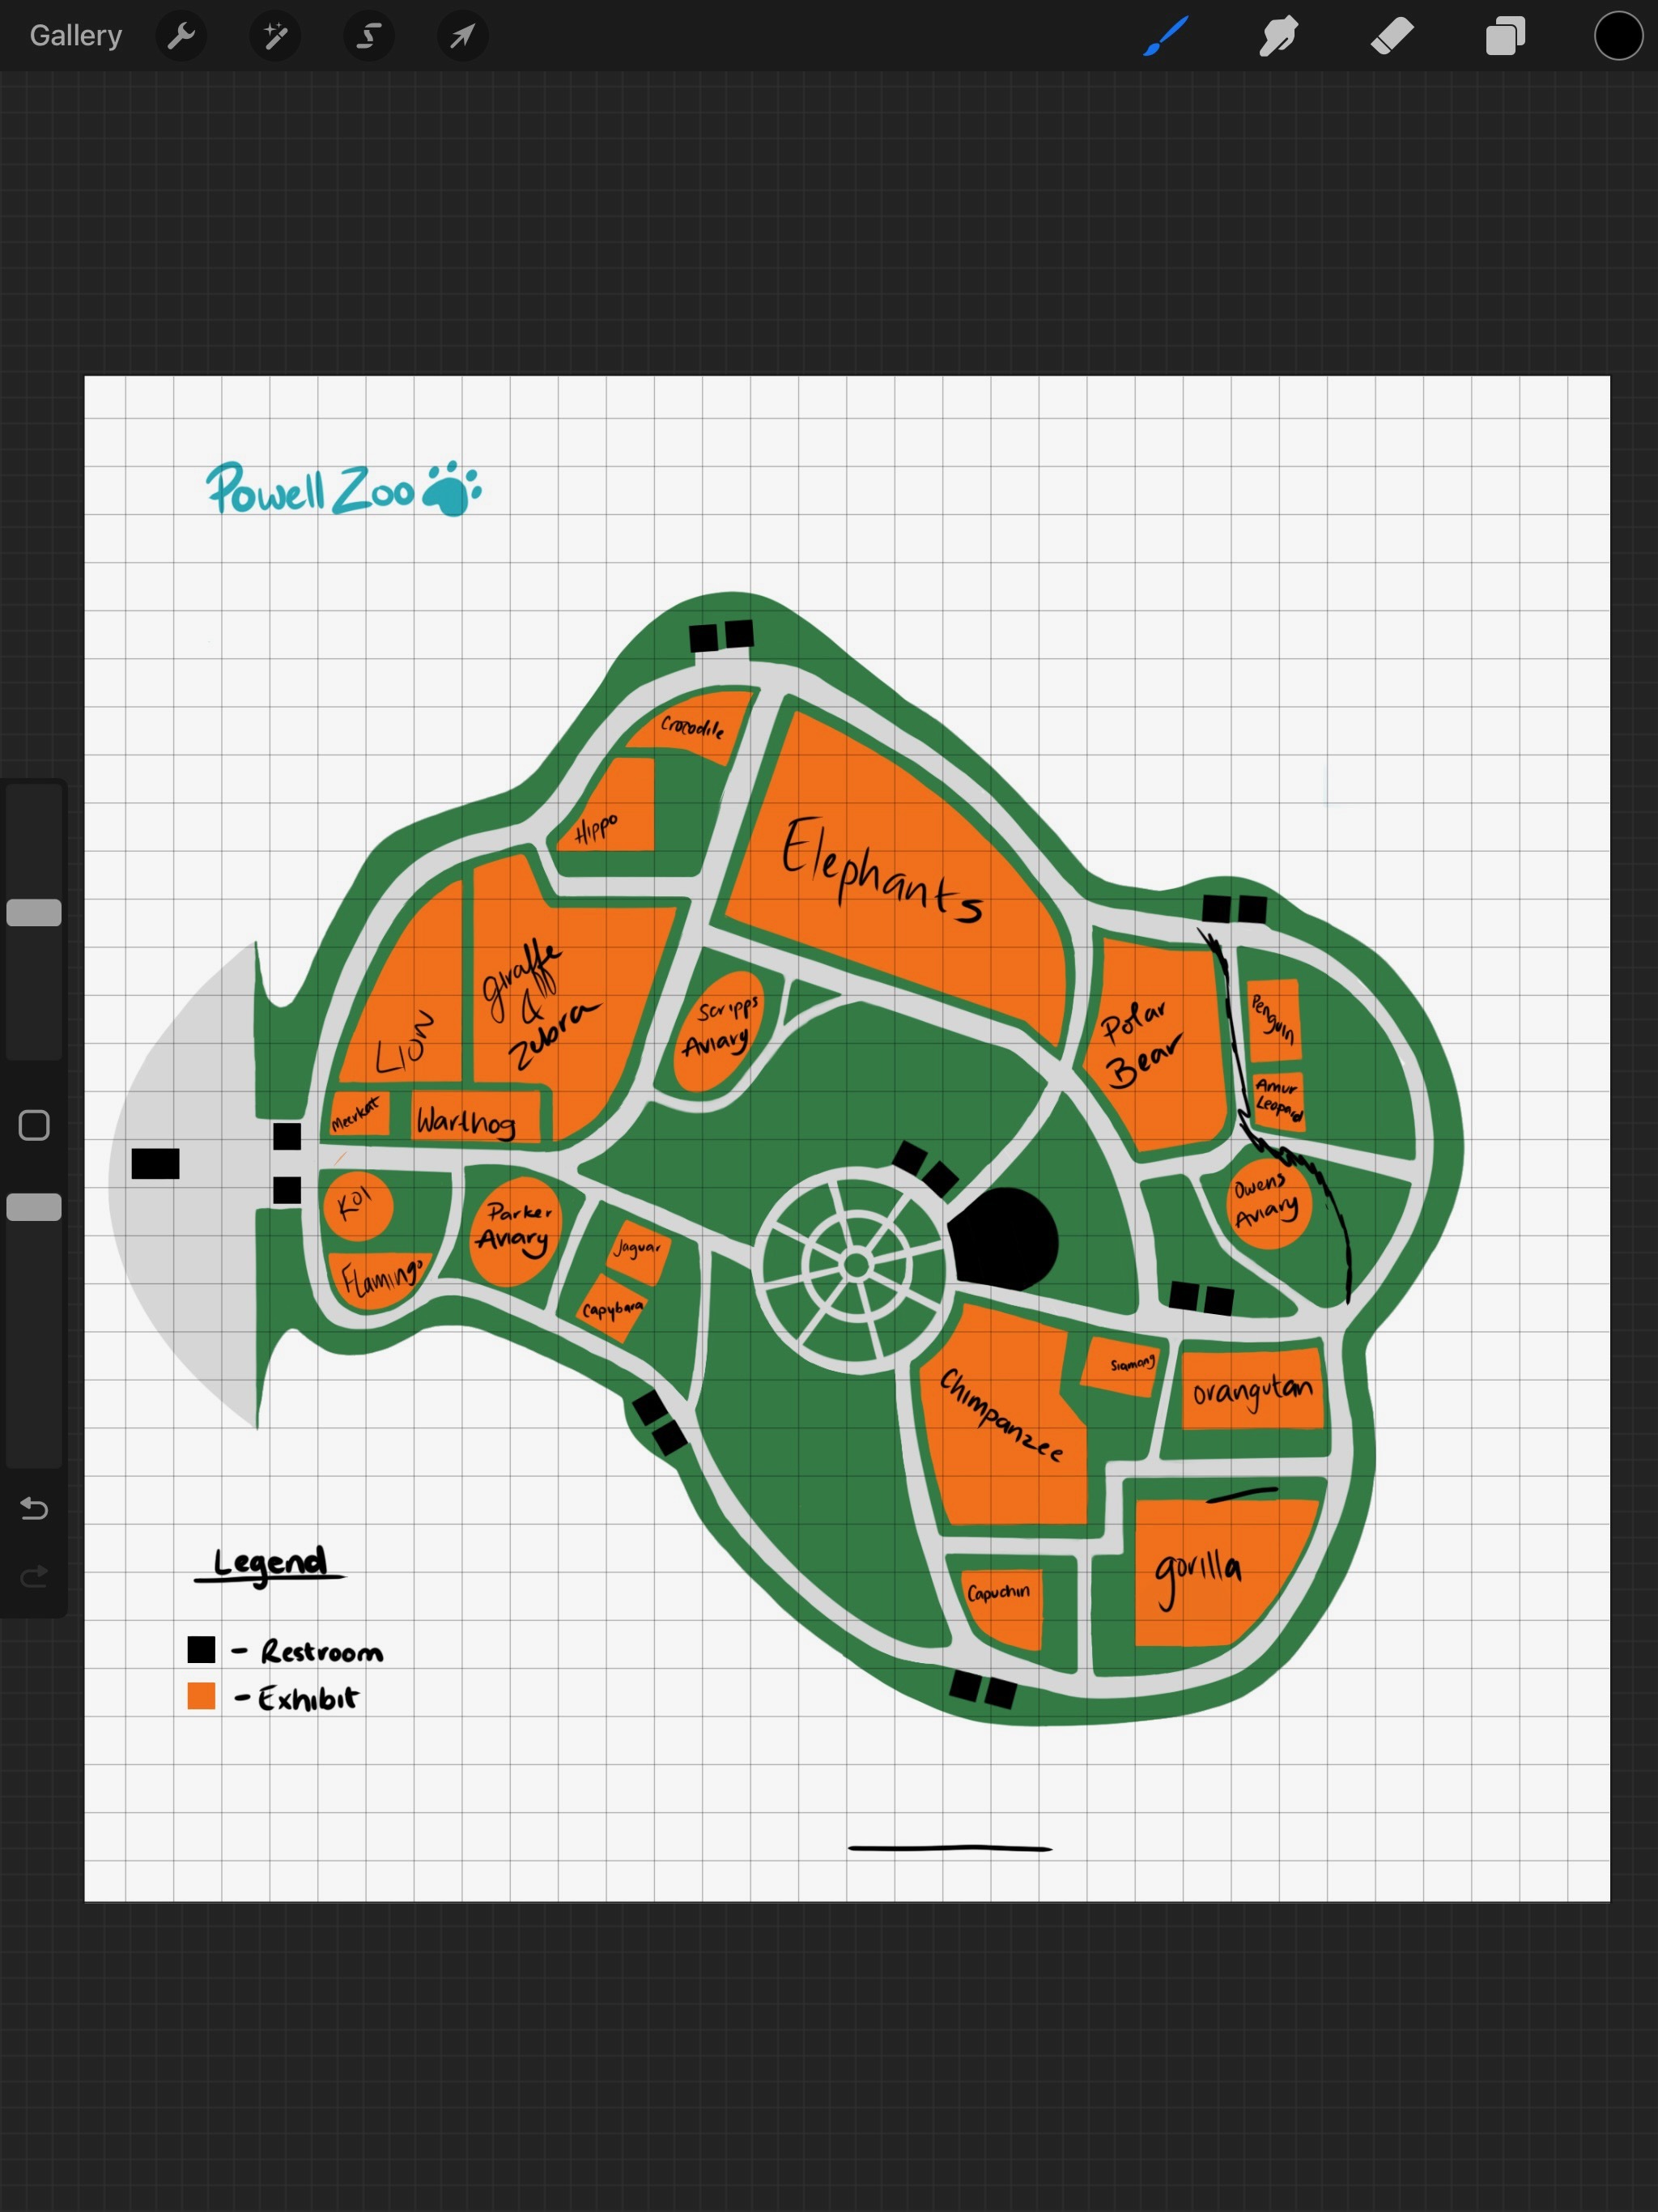 Gallery
Powell Zoo
Crocodile
Hippo
Elephants
Lion
Giraffe
&
Zebra
Scripps
Aviary
Polar
Bear
Penguin
Amur
Leopard
Meerkat
Warthog
Koi
Flamingo
Parker
Aviary
Jaguar
Capybara
Owens
Aviary
Chimpanzee
Siamang
orangutan
gorilla
Capuchin
Legend
- Restroom
- Exhibit